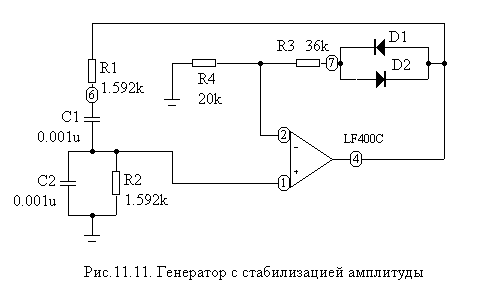 D1
R3 36k
7
R1
R4
D2
6
1.592k
20k
C1
0.001u
2
LF400C
-
4
C2
R2
+
1
0.001u
1.592k
Рис.11.11. Генератор с стабилизацией амплитуды